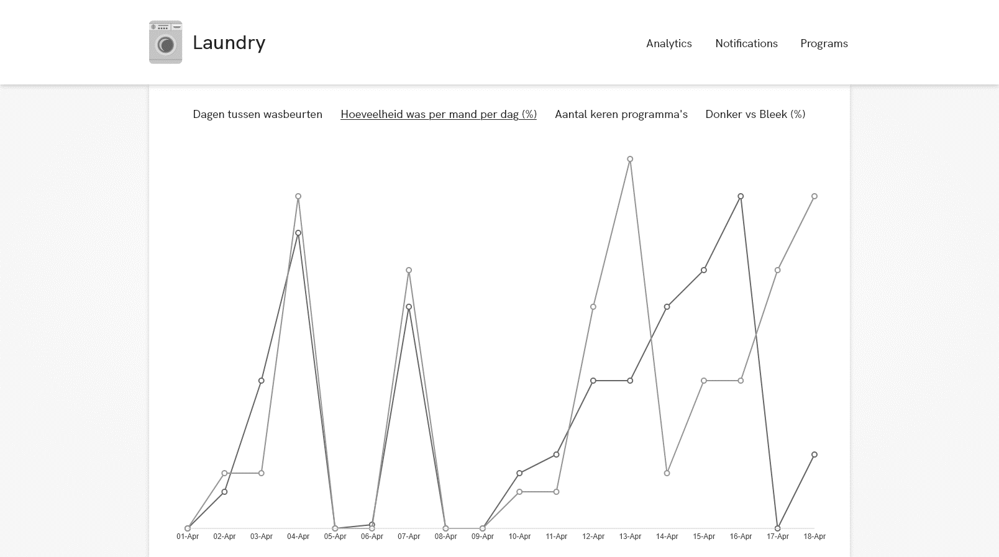 Laundry
Analytics Notifications Programs
Dagen tussen wasbeurten Hoeveelheid was per mand per dag (%) Aantal keren programma's Donker vs Bleek (%)
01-Apr 02-Apr 03-Apr 04-Apr 05-Apr 06-Apr 07-Apr 08-Apr 09-Apr 10-Apr 11-Apr 12-Apr 13-Apr 14-Apr 15-Apr 16-Apr 17-Apr 18-Apr